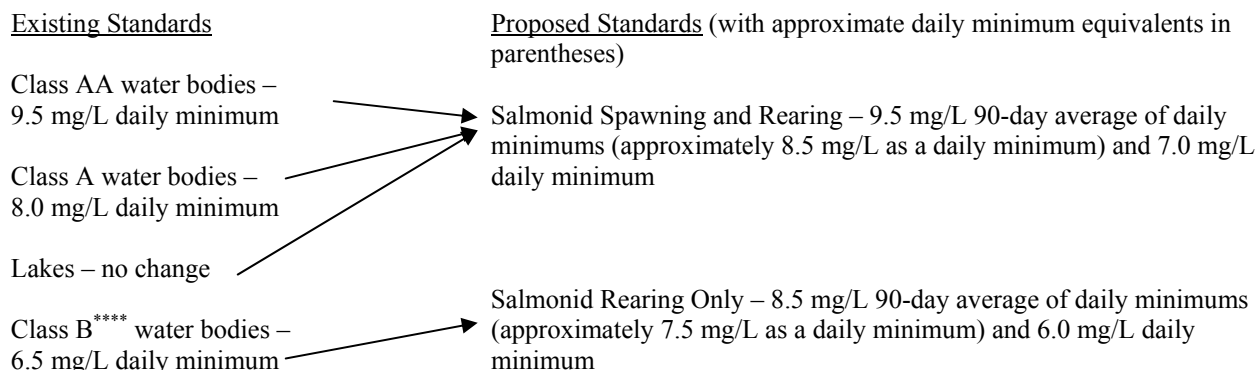 Existing Standards
Class AA water bodies –
9.5 mg/L daily minimum
Class A water bodies –
8.0 mg/L daily minimum
Lakes – no change
Class B**** water bodies –
6.5 mg/L daily minimum
Proposed Standards (with approximate daily minimum equivalents in
parentheses)
Salmonid Spawning and Rearing – 9.5 mg/L 90-day average of daily
minimums (approximately 8.5 mg/L as a daily minimum) and 7.0 mg/L
daily minimum
Salmonid Rearing Only – 8.5 mg/L 90-day average of daily minimums
(approximately 7.5 mg/L as a daily minimum) and 6.0 mg/L daily
minimum